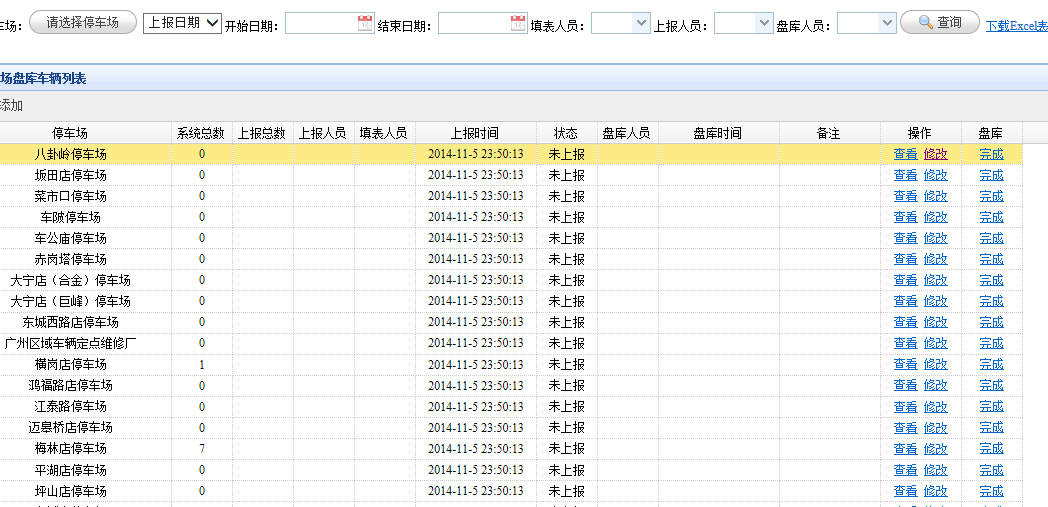 车场： 请选择停车场 上报日期 开始日期： 结束日期： 填表人员： 上报人员： 盘库人员： 查询 下载Excel表
场盘库车辆列表
添加
停车场 系统总数 上报总数 上报人员 填表人员 上报时间 状态 盘库人员 盘库时间 备注 操作 盘库
八卦岭停车场 0 2014-11-5 23:50:13 未上报 查看 修改 完成
坂田店停车场 0 2014-11-5 23:50:13 未上报 查看 修改 完成
菜市口停车场 0 2014-11-5 23:50:13 未上报 查看 修改 完成
车陂停车场 0 2014-11-5 23:50:13 未上报 查看 修改 完成
车公庙停车场 0 2014-11-5 23:50:13 未上报 查看 修改 完成
赤岗塔停车场 0 2014-11-5 23:50:13 未上报 查看 修改 完成
大宁店（合金）停车场 0 2014-11-5 23:50:13 未上报 查看 修改 完成
大宁店（巨峰）停车场 0 2014-11-5 23:50:13 未上报 查看 修改 完成
东城西路店停车场 0 2014-11-5 23:50:13 未上报 查看 修改 完成
广州区域车辆定点维修厂 0 2014-11-5 23:50:13 未上报 查看 修改 完成
横岗店停车场 1 2014-11-5 23:50:13 未上报 查看 修改 完成
鸿福路店停车场 0 2014-11-5 23:50:13 未上报 查看 修改 完成
江泰路停车场 0 2014-11-5 23:50:13 未上报 查看 修改 完成
迈皋桥店停车场 0 2014-11-5 23:50:13 未上报 查看 修改 完成
梅林店停车场 7 2014-11-5 23:50:13 未上报 查看 修改 完成
平湖店停车场 0 2014-11-5 23:50:13 未上报 查看 修改 完成
坪山店停车场 0 2014-11-5 23:50:13 未上报 查看 修改 完成